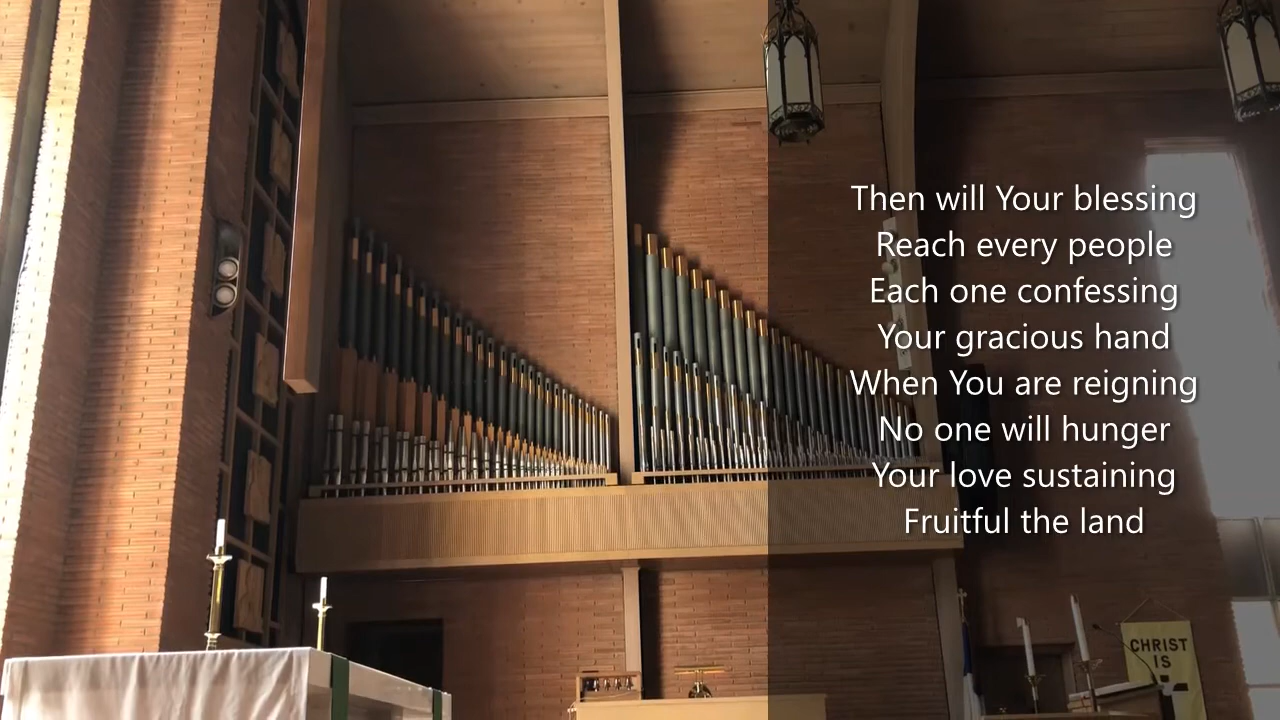 Then will Your blessing
Reach every people
Each one confessing
Your gracious hand
When You are reigning
No one will hunger
Your love sustaining
Fruitful the land
CHRIST
IS